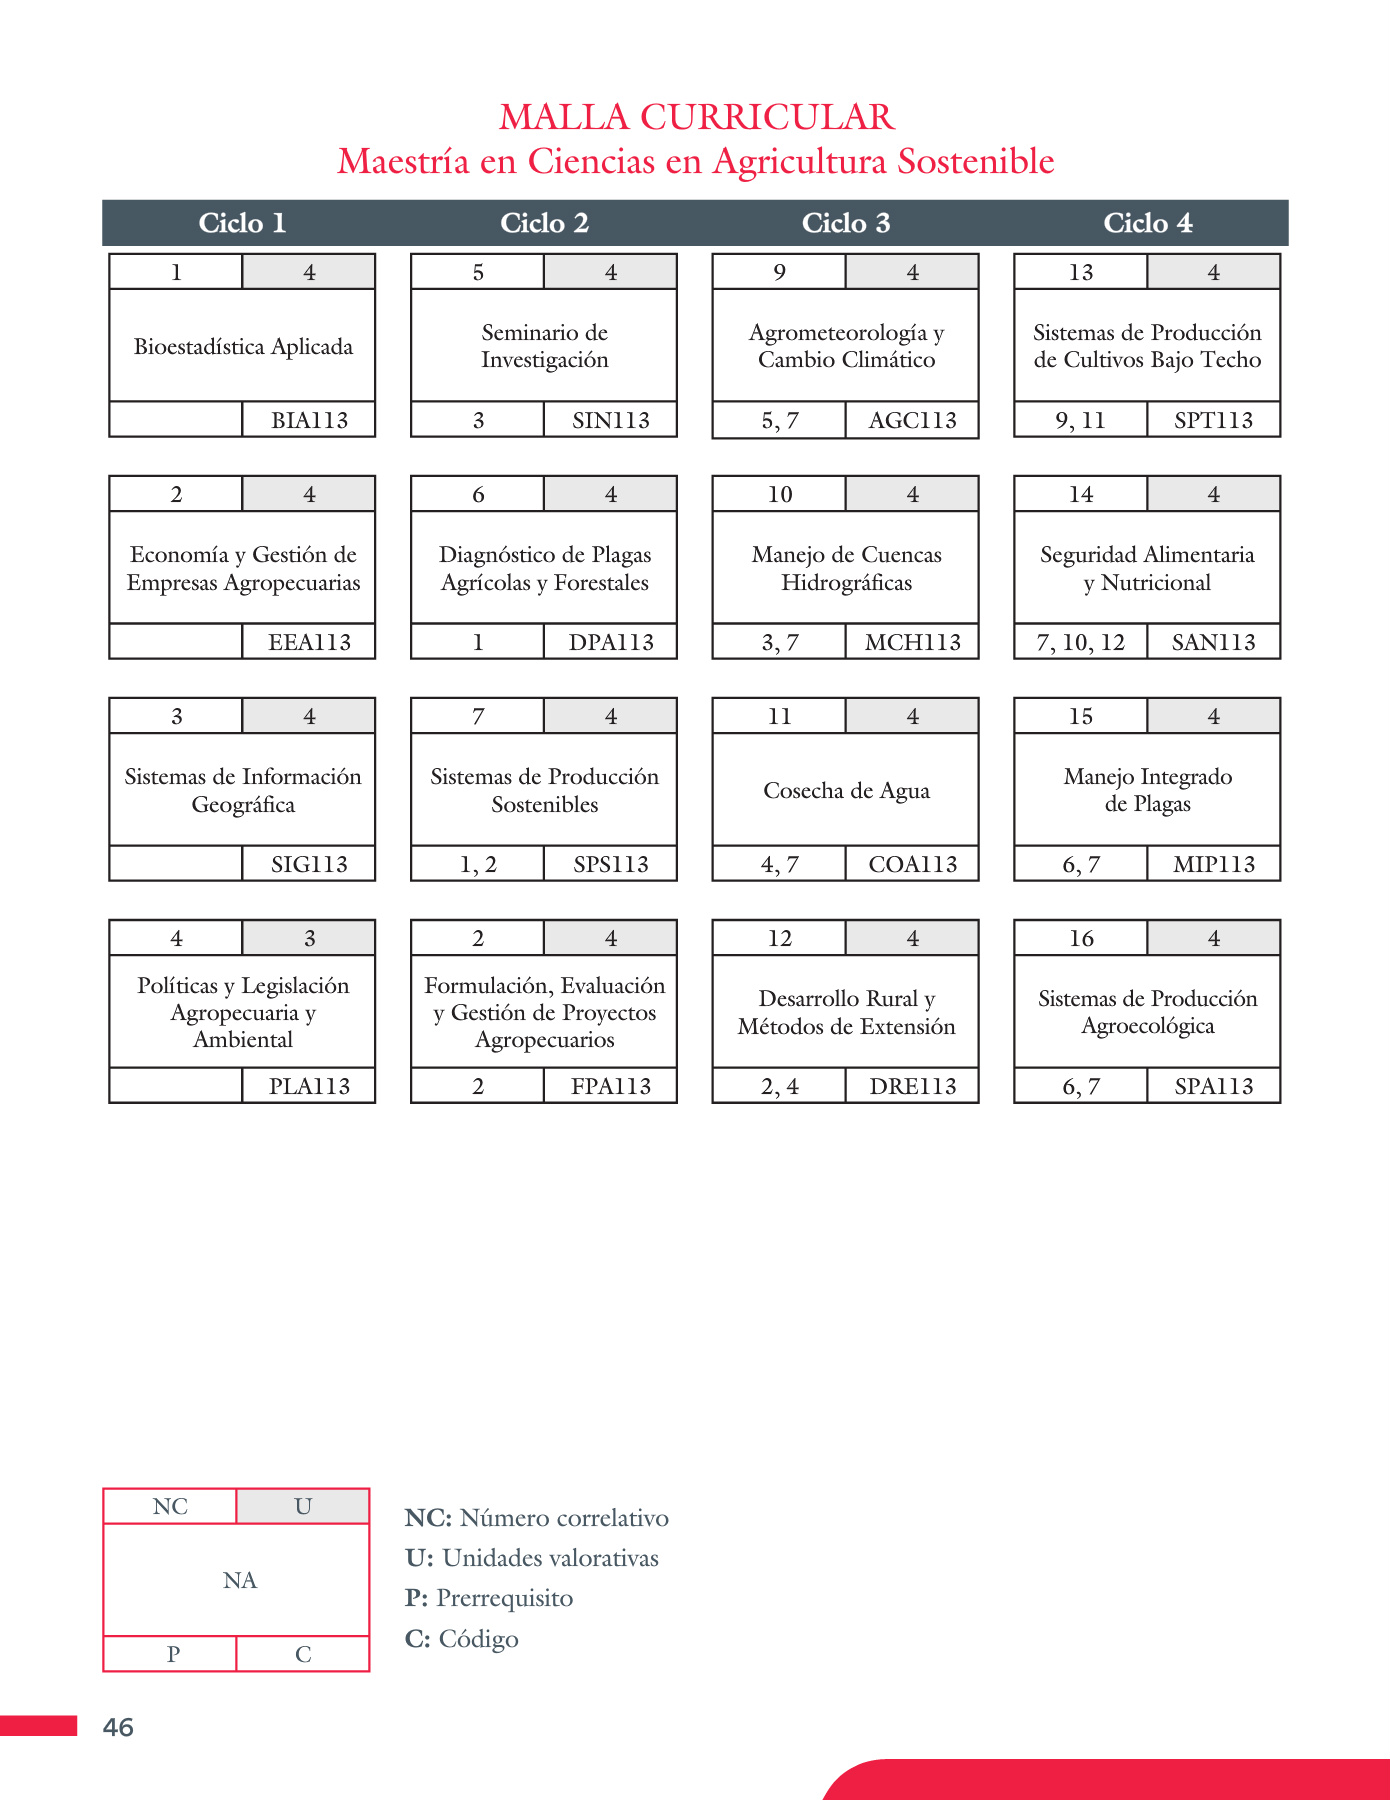 MALLA CURRICULAR
Maestría en Ciencias en Agricultura Sostenible
Ciclo 1 Ciclo 2 Ciclo 3 Ciclo 4
1 4 5 4 9 4 13 4
Bioestadística Aplicada
Seminario de
Investigación
Agrometeorología y
Cambio Climático
Sistemas de Producción
de Cultivos Bajo Techo
BIA113 3 SIN113 5, 7 AGC113 9, 11 SPT113
2 4 6 4 10 4 14 4
Economía y Gestión de
Empresas Agropecuarias
Diagnóstico de Plagas
Agrícolas y Forestales
Manejo de Cuencas
Hidrográficas
Seguridad Alimentaria
y Nutricional
EEA113 1 DPA113 3, 7 MCH113 7, 10, 12 SAN113
3 4 7 4 11 4 15 4
Sistemas de Información
Geográfica
Sistemas de Producción
Sostenibles
Cosecha de Agua
Manejo Integrado
de Plagas
SIG113 1, 2 SPS113 4, 7 COA113 6, 7 MIP113
4 3 2 4 12 4 16 4
Políticas y Legislación
Agropecuaria y
Ambiental
Formulación, Evaluación
y Gestión de Proyectos
Agropecuarios
Desarrollo Rural y
Métodos de Extensión
Sistemas de Producción
Agroecológica
PLA113 2 FPA113 2, 4 DRE113 6, 7 SPA113
NC U
NA
P C
NC: Número correlativo
U: Unidades valorativas
P: Prerrequisito
C: Código
46